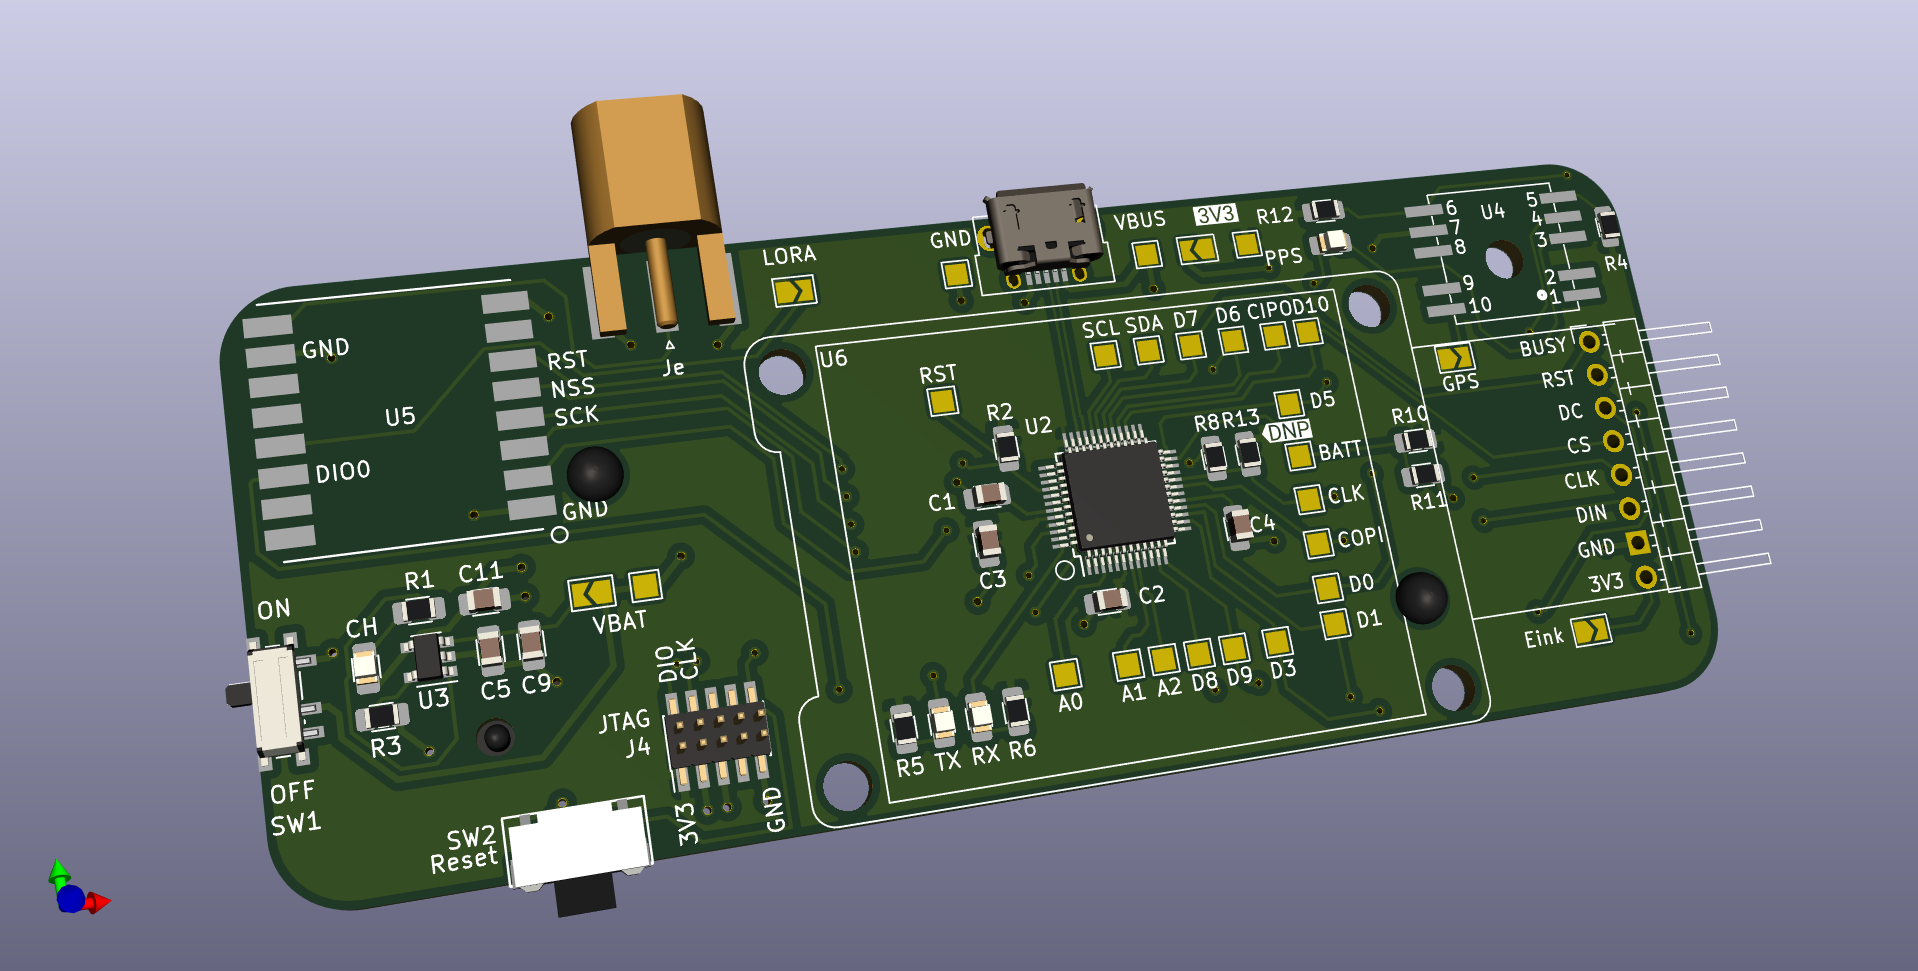 LORA
GND
VBUS
3V3
R12
PPS
6
7
8
9
10
U4
5
4
3
2
1
R4
GND
U5
DIO0
RST
NSS
SCK
GND
Je
U6
SCL
SDA
D7
D6
CIPO
D10
RST
R2
U2
R8
R13
DNP
D5
BATT
CLK
COPI
D0
D1
C1
C3
C4
C2
R10
R11
GPS
BUSY
RST
DC
CS
CLK
DIN
GND
3V3
Eink
ON
CH
R1
C11
VBAT
U3
C5
C9
R3
OFF
SW1
DIO
CLK
JTAG
J4
3V3
GND
SW2
Reset
R5
TX
RX
R6
A0
A1
A2
D8
D9
D3